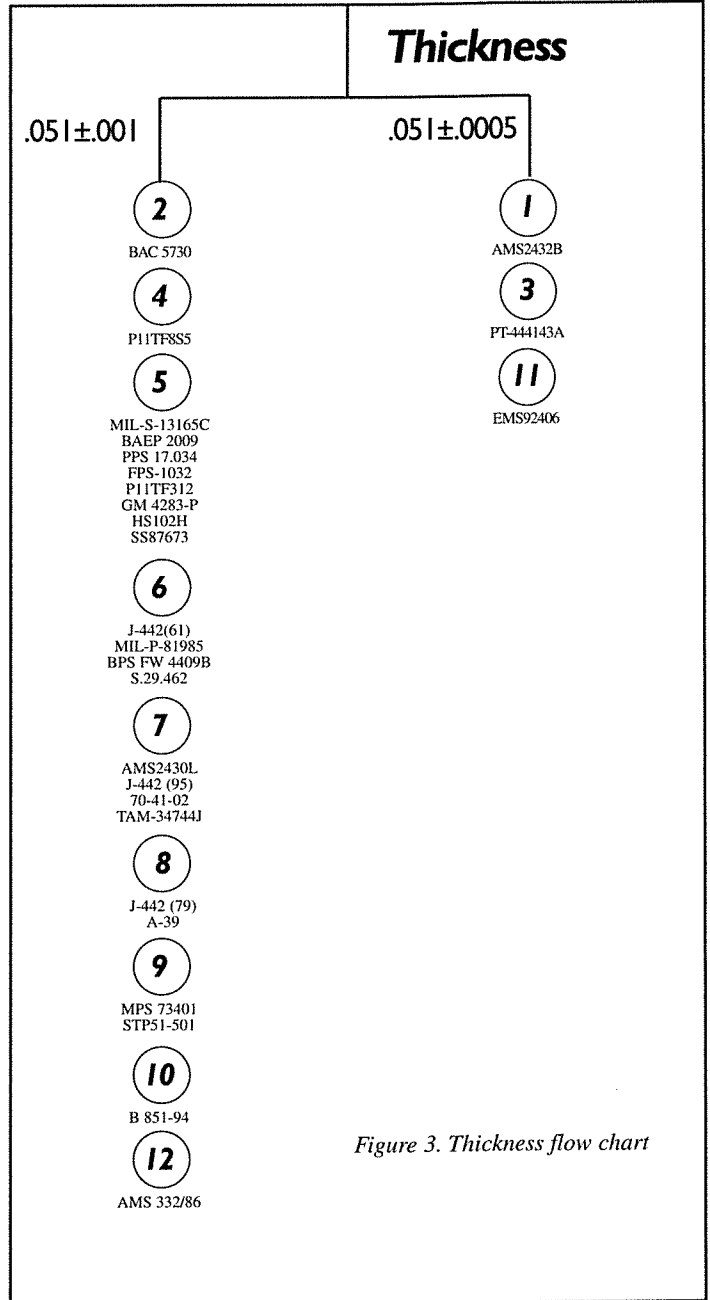 Thickness
.051±.001
.051±.0005
2
BAC 5730
4
P11TF8S5
5
MIL-S-13165C
BAEP 2009
PPS 17.034
FPS-1032
P11TF312
GM 4283-P
HS102H
SS87673
6
J-442(61)
MIL-P-81985
BPS FW 4409B
S.29.462
7
AMS2430L
J-442 (95)
70-41-02
TAM-34744J
8
J-442 (79)
A-39
9
MPS 73401
STP51-501
10
B 851-94
12
AMS 332/86
1
AMS2432B
3
PT-444143A
11
EMS92406
Figure 3. Thickness flow chart